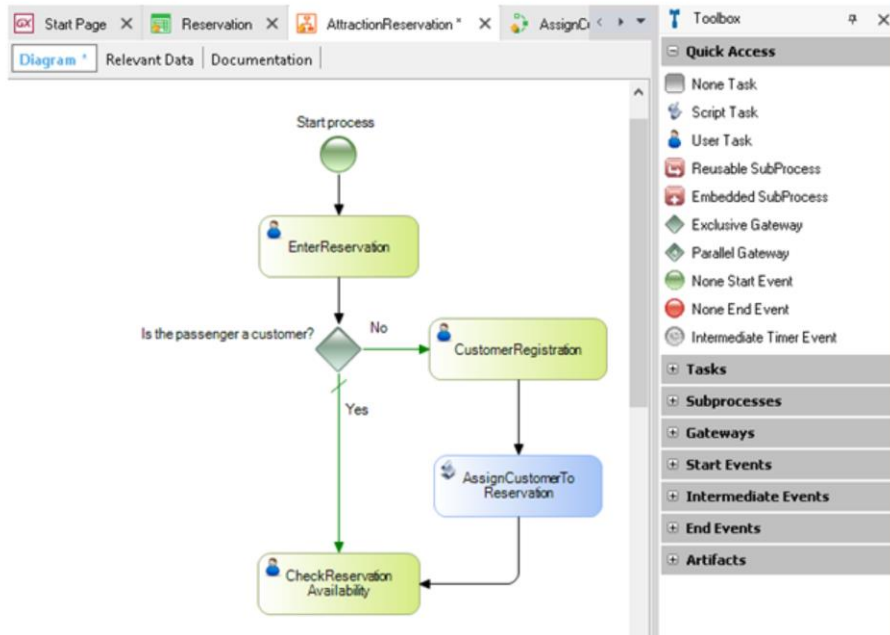 GX Start Page
Reservation
AttractionReservation *
AssignCu
Toolbox
Diagram *
Relevant Data
Documentation
Quick Access
None Task
Script Task
User Task
Reusable SubProcess
Embedded SubProcess
Exclusive Gateway
Parallel Gateway
None Start Event
None End Event
Intermediate Timer Event
Tasks
Subprocesses
Gateways
Start Events
Intermediate Events
End Events
Artifacts
Start process
EnterReservation
Is the passenger a customer?
No
CustomerRegistration
Yes
AssignCustomerTo
Reservation
CheckReservation
Availability